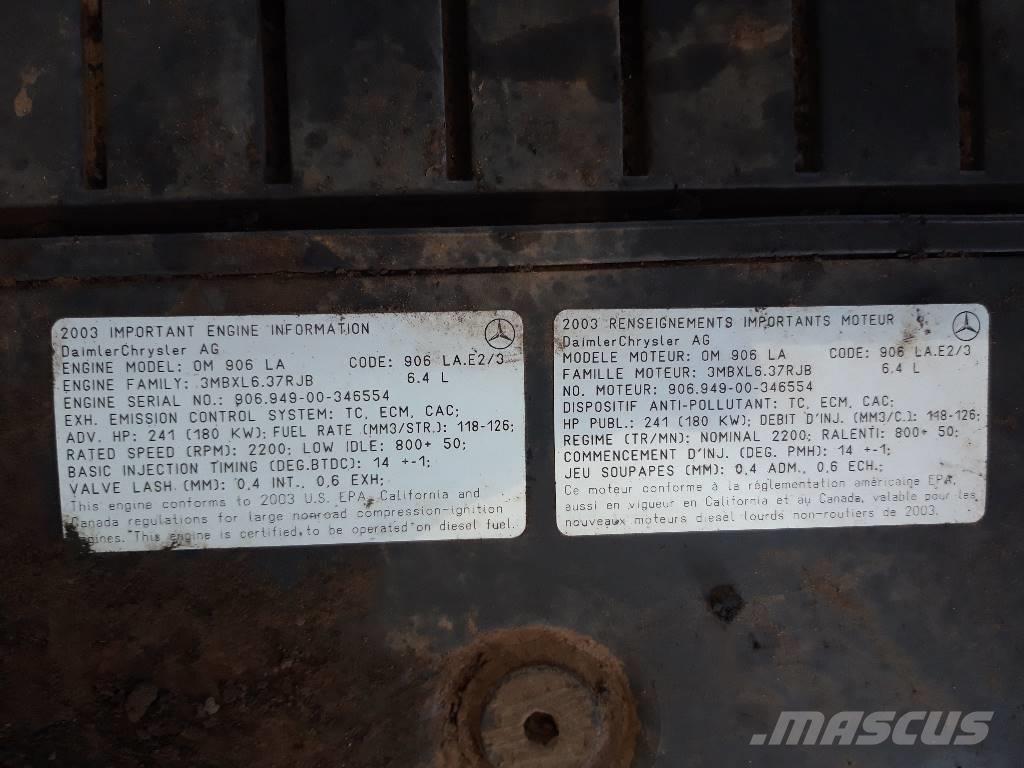 2003 IMPORTANT ENGINE INFORMATION
DaimlerChrysler AG
ENGINE MODEL: OM 906 LA CODE: 906 LA.E2/3
ENGINE FAMILY: 3MBXL6.37RJB 6.4 L
ENGINE SERIAL NO.: 906.949-00-346554
EXH. EMISSION CONTROL SYSTEM: TC, ECM, CAC;
ADV. HP: 241 (180 KW); FUEL RATE (MM3/STR.): 118-126;
RATED SPEED (RPM): 2200; LOW IDLE: 800+ 50;
BASIC INJECTION TIMING (DEG.BTDC): 14 +-1;
VALVE LASH (MM): 0,4 INT., 0,6 EXH;
This engine conforms to 2003 U.S. EPA, California and
Canada regulations for large nonroad compression-ignition
engines. This engine is certified to be operated on diesel fuel.
2003 RENSEIGNEMENTS IMPORTANTS MOTEUR
DaimlerChrysler AG
MODELE MOTEUR: OM 906 LA CODE: 906 LA.E2/3
FAMILLE MOTEUR: 3MBXL6.37RJB 6.4 L
NO. MOTEUR: 906.949-00-346554
DISPOSITIF ANTI-POLLUTANT: TC, ECM, CAC;
HP PUBL.: 241 (180 KW); DEBIT D'INJ. (MM3/C.): 118-126;
REGIME (TR/MN): NOMINAL 2200; RALENTI: 800+ 50;
COMMENCEMENT D'INJ. (DEG. PMH): 14 +-1;
JEU SOUPAPES (MM): 0,4 ADM., 0,6 ECH.;
Ce moteur conforme à la réglementation américaine EPA,
aussi en vigueur en California et au Canada, valable pour les
nouveaux moteurs diesel lourds non-routiers de 2003.
MASCUS